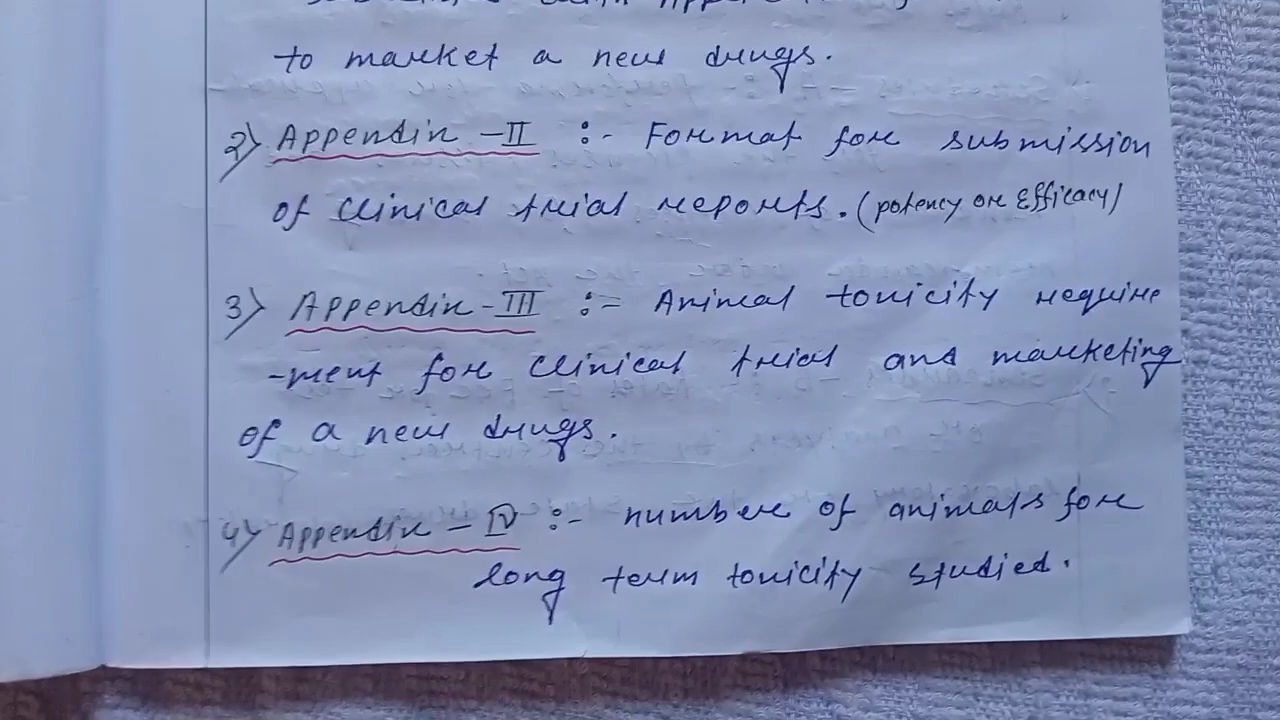 to market a new drugs.
2) Appendix - II :- Format for submission
of clinical trial reports. (potency or Efficacy)
3) Appendix - III :- Animal toxicity require
-ment for clinical trial and marketing
of a new drugs.
4) Appendix - IV :- number of animals for
long term toxicity studied.